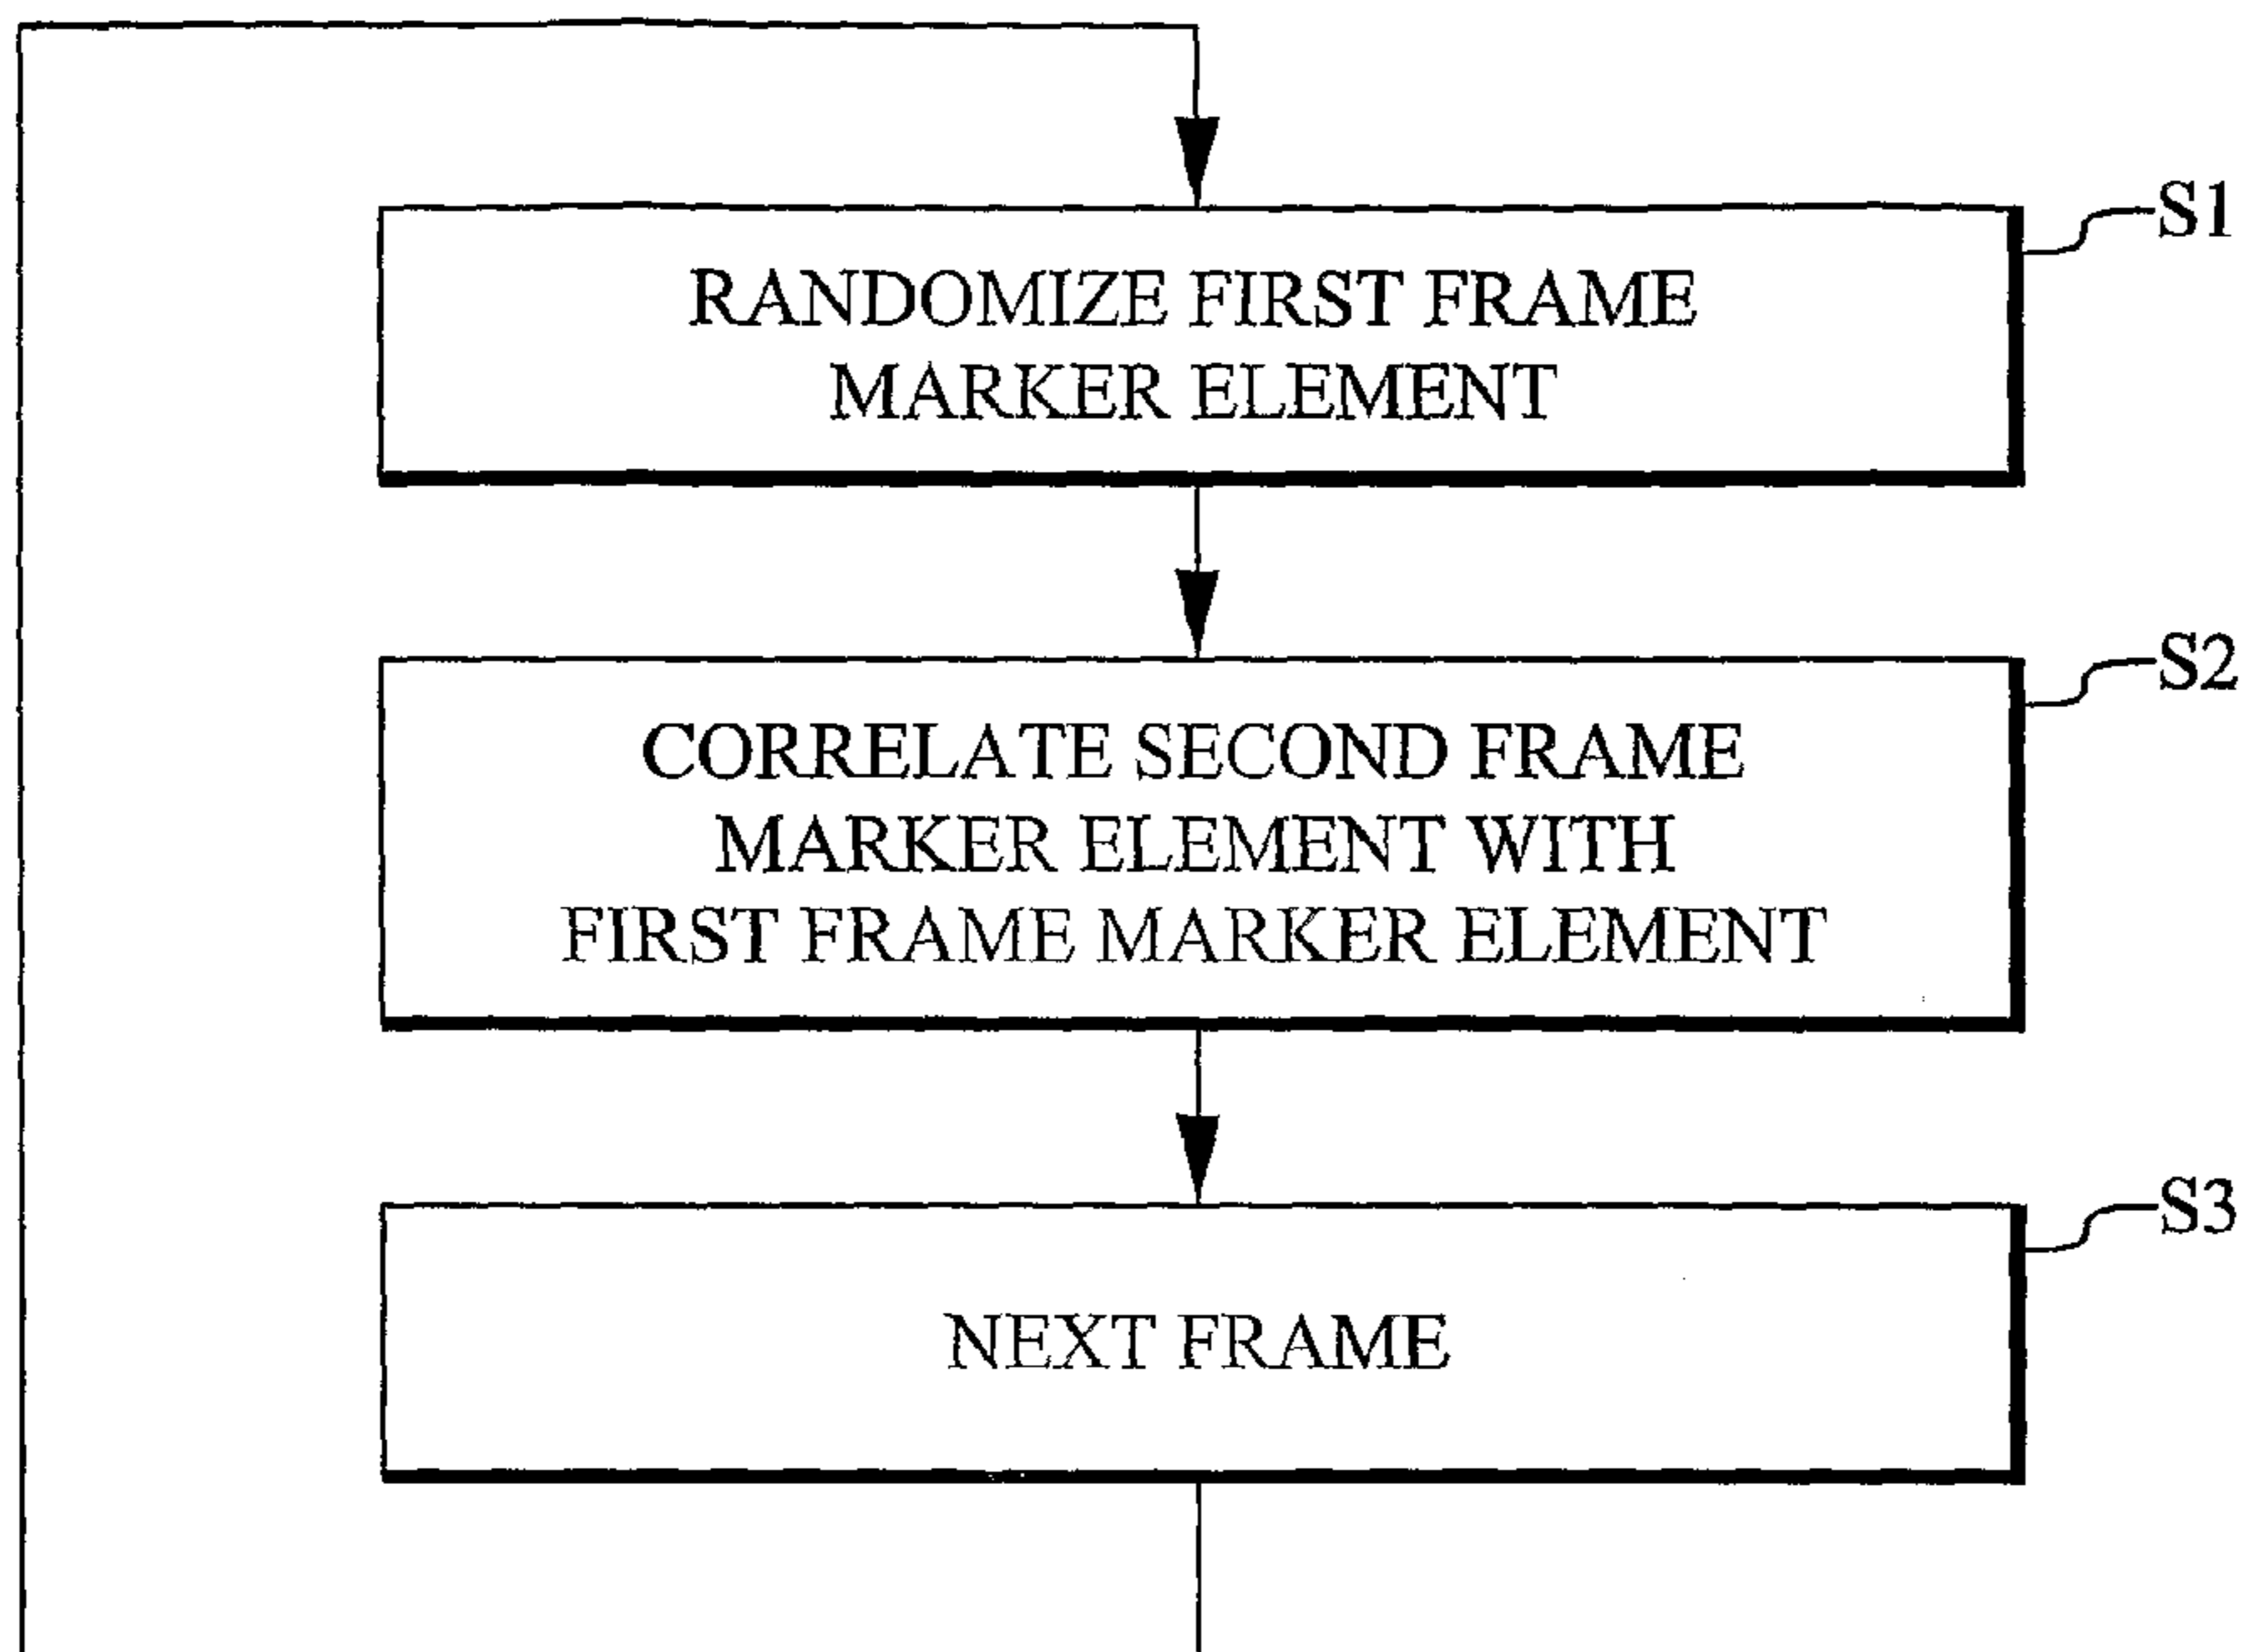 S1
RANDOMIZE FIRST FRAME
MARKER ELEMENT
S2
CORRELATE SECOND FRAME
MARKER ELEMENT WITH
FIRST FRAME MARKER ELEMENT
S3
NEXT FRAME